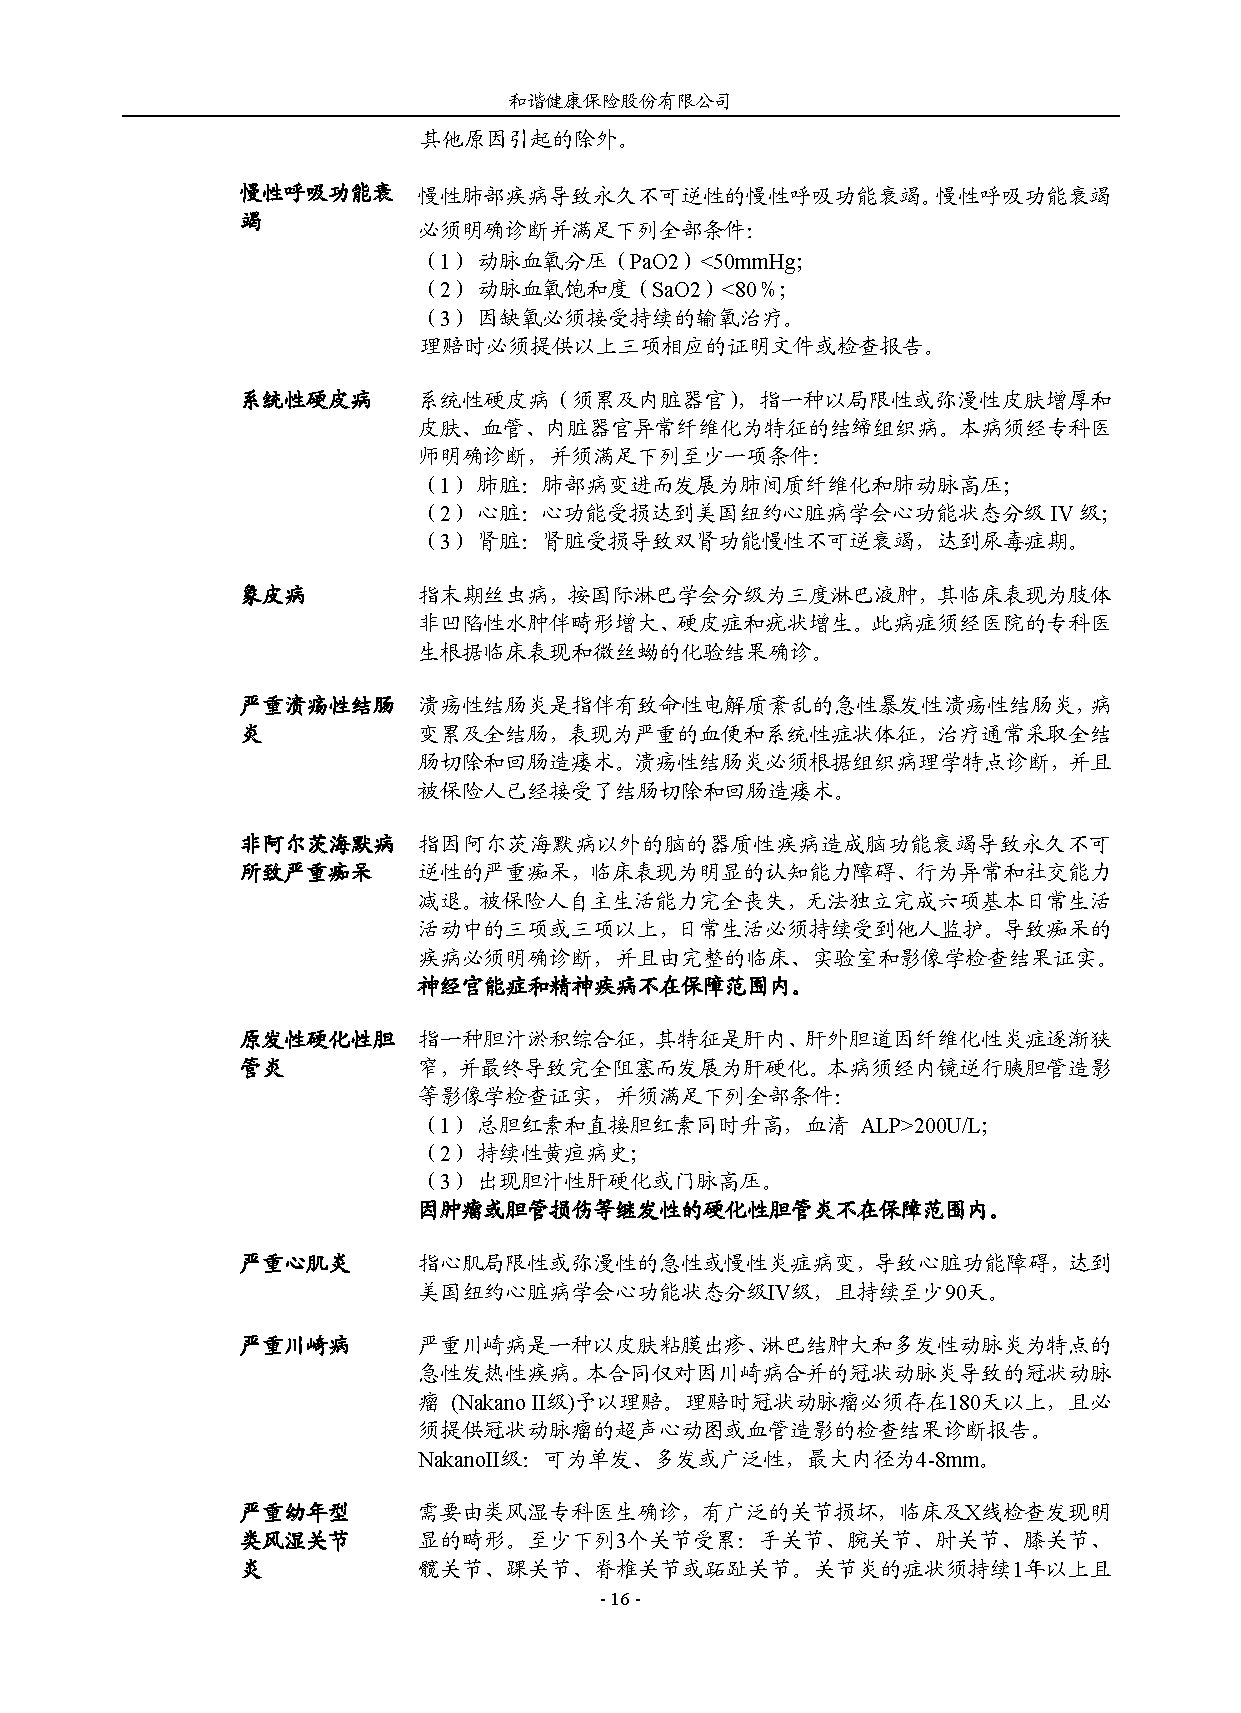 和谐健康保险股份有限公司
其他原因引起的除外。
慢性呼吸功能衰
竭
慢性肺部疾病导致永久不可逆性的慢性呼吸功能衰竭。慢性呼吸功能衰竭
必须明确诊断并满足下列全部条件：
（1） 动脉血氧分压（PaO2）<50mmHg；
（2） 动脉血氧饱和度（SaO2）<80％；
（3） 因缺氧必须接受持续的输氧治疗。
理赔时必须提供以上三项相应的证明文件或检查报告。
系统性硬皮病
系统性硬皮病（须累及内脏器官），指一种以局限性或弥漫性皮肤增厚和
皮肤、血管、内脏器官异常纤维化为特征的结缔组织病。本病须经专科医
师明确诊断，并须满足下列至少一项条件：
（1） 肺脏：肺部病变进而发展为肺间质纤维化和肺动脉高压；
（2） 心脏：心功能受损达到美国纽约心脏病学会心功能状态分级 IV 级；
（3） 肾脏：肾脏受损导致双肾功能慢性不可逆衰竭，达到尿毒症期。
象皮病
指末期丝虫病，按国际淋巴学会分级为三度淋巴液肿，其临床表现为肢体
非凹陷性水肿伴畸形增大、硬皮症和疣状增生。此病症须经医院的专科医
生根据临床表现和微丝蚴的化验结果确诊。
严重溃疡性结肠
炎
溃疡性结肠炎是指伴有致命性电解质紊乱的急性暴发性溃疡性结肠炎，病
变累及全结肠，表现为严重的血便和系统性症状体征，治疗通常采取全结
肠切除和回肠造瘘术。溃疡性结肠炎必须根据组织病理学特点诊断，并且
被保险人已经接受了结肠切除和回肠造瘘术。
非阿尔茨海默病
所致严重痴呆
指因阿尔茨海默病以外的脑的器质性疾病造成脑功能衰竭导致永久不可
逆性的严重痴呆，临床表现为明显的认知能力障碍、行为异常和社交能力
减退。被保险人自主生活能力完全丧失，无法独立完成六项基本日常生活
活动中的三项或三项以上，日常生活必须持续受到他人监护。导致痴呆的
疾病必须明确诊断，并且由完整的临床、实验室和影像学检查结果证实。
神经官能症和精神疾病不在保障范围内。
原发性硬化性胆
管炎
指一种胆汁淤积综合征，其特征是肝内、肝外胆道因纤维化性炎症逐渐狭
窄，并最终导致完全阻塞而发展为肝硬化。本病须经内镜逆行胰胆管造影
等影像学检查证实，并须满足下列全部条件：
（1） 总胆红素和直接胆红素同时升高，血清 ALP>200U/L；
（2） 持续性黄疸病史；
（3） 出现胆汁性肝硬化或门脉高压。
因肿瘤或胆管损伤等继发性的硬化性胆管炎不在保障范围内。
严重心肌炎
指心肌局限性或弥漫性的急性或慢性炎症病变，导致心脏功能障碍，达到
美国纽约心脏病学会心功能状态分级IV级，且持续至少90天。
严重川崎病
严重川崎病是一种以皮肤粘膜出疹、淋巴结肿大和多发性动脉炎为特点的
急性发热性疾病。本合同仅对因川崎病合并的冠状动脉炎导致的冠状动脉
瘤 (Nakano II级)予以理赔。理赔时冠状动脉瘤必须存在180天以上，且必
须提供冠状动脉瘤的超声心动图或血管造影的检查结果诊断报告。
NakanoII级：可为单发、多发或广泛性，最大内径为4-8mm。
严重幼年型
类风湿关节
炎
需要由类风湿专科医生确诊，有广泛的关节损坏，临床及X线检查发现明
显的畸形。至少下列3个关节受累：手关节、腕关节、肘关节、膝关节、
髋关节、踝关节、脊椎关节或跖趾关节。关节炎的症状须持续1年以上且
- 16 -